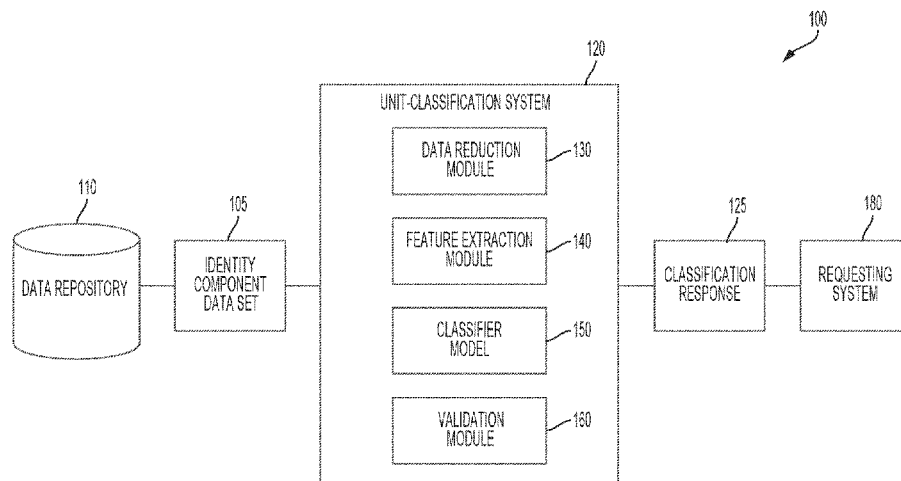 100
120
UNIT-CLASSIFICATION SYSTEM
DATA REDUCTION
MODULE
130
110
DATA REPOSITORY
105
IDENTITY
COMPONENT
DATA SET
FEATURE EXTRACTION
MODULE
140
125
CLASSIFICATION
RESPONSE
180
REQUESTING
SYSTEM
CLASSIFIER
MODEL
150
VALIDATION
MODULE
160